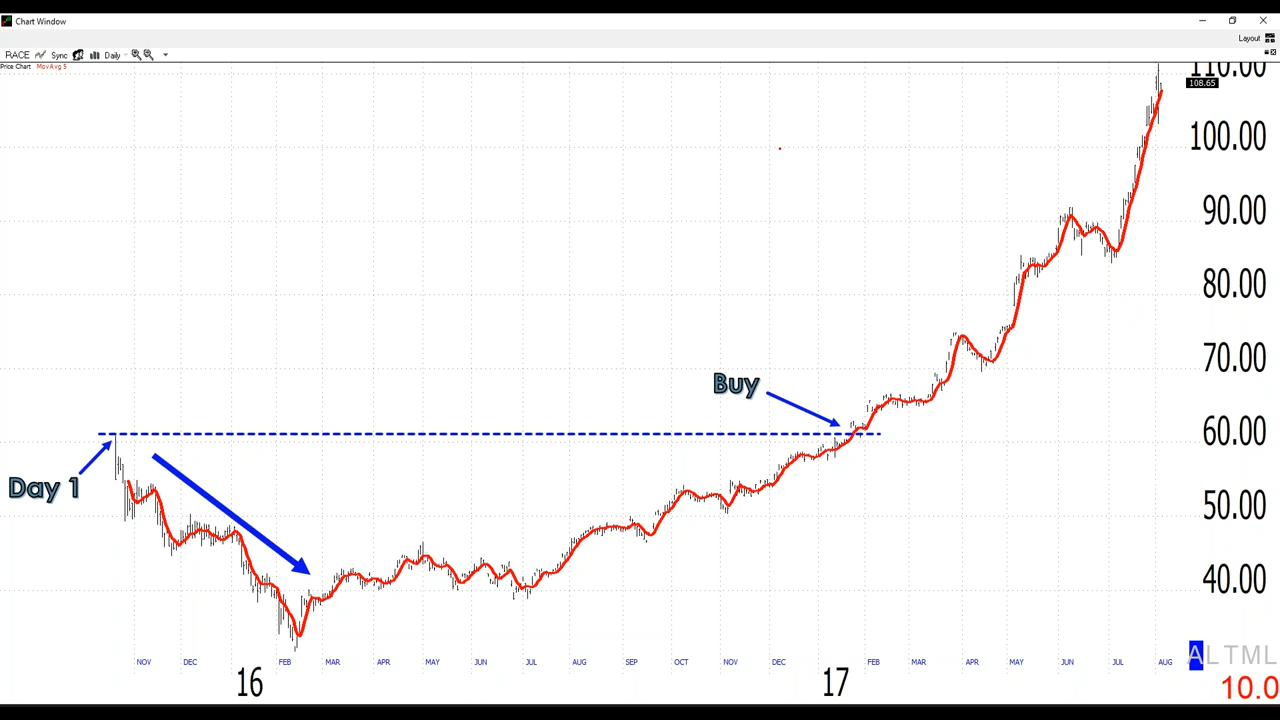 Chart Window
Layout
RACE Sync Daily
Price Chart MovAvg 5
110.00
108.65
100.00
90.00
80.00
70.00
Buy
60.00
Day 1
50.00
40.00
NOV DEC FEB MAR APR MAY JUN JUL AUG SEP OCT NOV DEC FEB MAR APR MAY JUN JUL AUG
16 17
ALTML
10.0